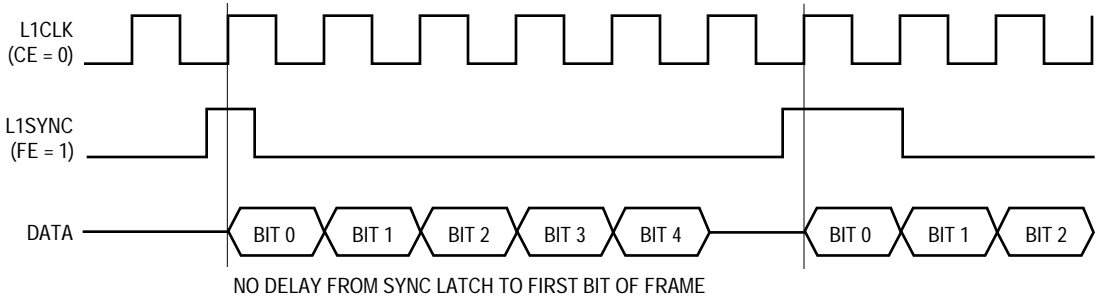 L1CLK
(CE = 0)
L1SYNC
(FE = 1)
DATA
BIT 0 BIT 1 BIT 2 BIT 3 BIT 4 BIT 0 BIT 1 BIT 2
NO DELAY FROM SYNC LATCH TO FIRST BIT OF FRAME